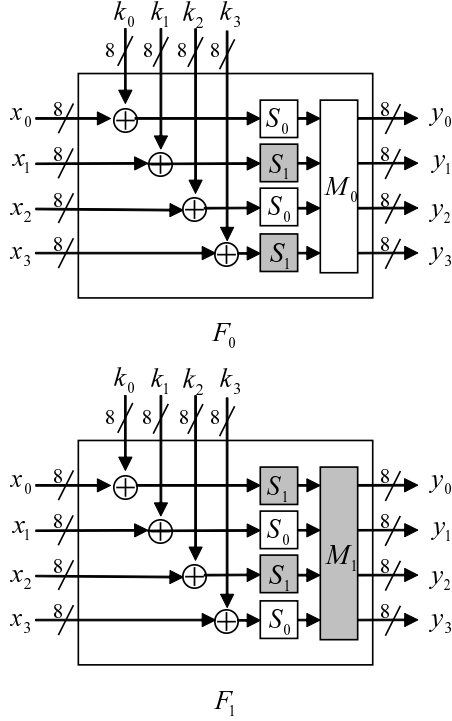 k₀ k₁ k₂ k₃
8 8 8 8
x₀ 8 S₀ 8 y₀
x₁ 8 S₁ 8 y₁
M₀
x₂ 8 S₀ 8 y₂
x₃ 8 S₁ 8 y₃
F₀
k₀ k₁ k₂ k₃
8 8 8 8
x₀ 8 S₁ 8 y₀
x₁ 8 S₀ 8 y₁
M₁
x₂ 8 S₁ 8 y₂
x₃ 8 S₀ 8 y₃
F₁